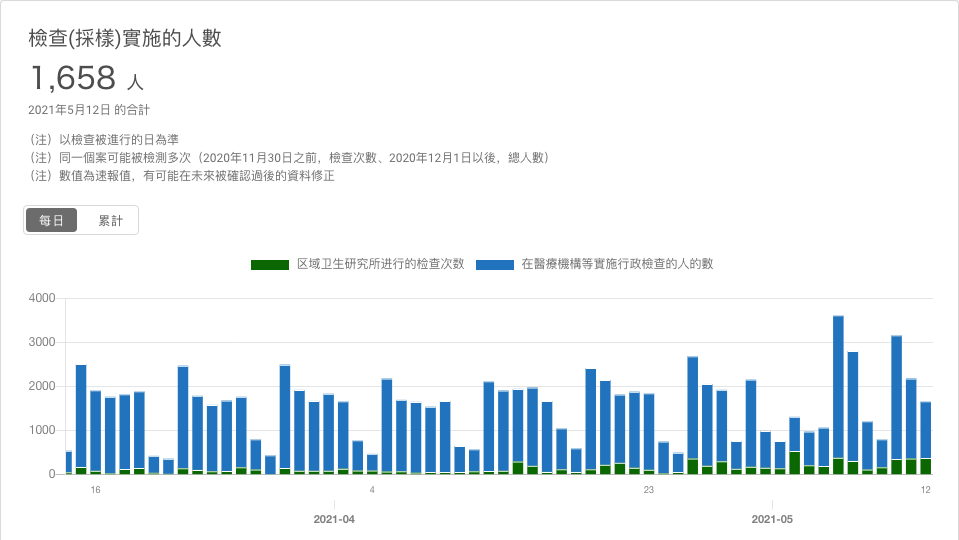 檢查(採樣)實施的人數
1,658 人
2021年5月12日 的合計
（注）以檢查被進行的日為準
（注）同一個案可能被檢測多次（2020年11月30日之前，檢查次數、2020年12月1日以後，總人數）
（注）數值為速報值，有可能在未來被確認過後的資料修正
每日 累計
区域卫生研究所进行的检查次数 在醫療機構等實施行政檢查的人的數
4000
3000
2000
1000
0
16 4 23 12
2021-04 2021-05